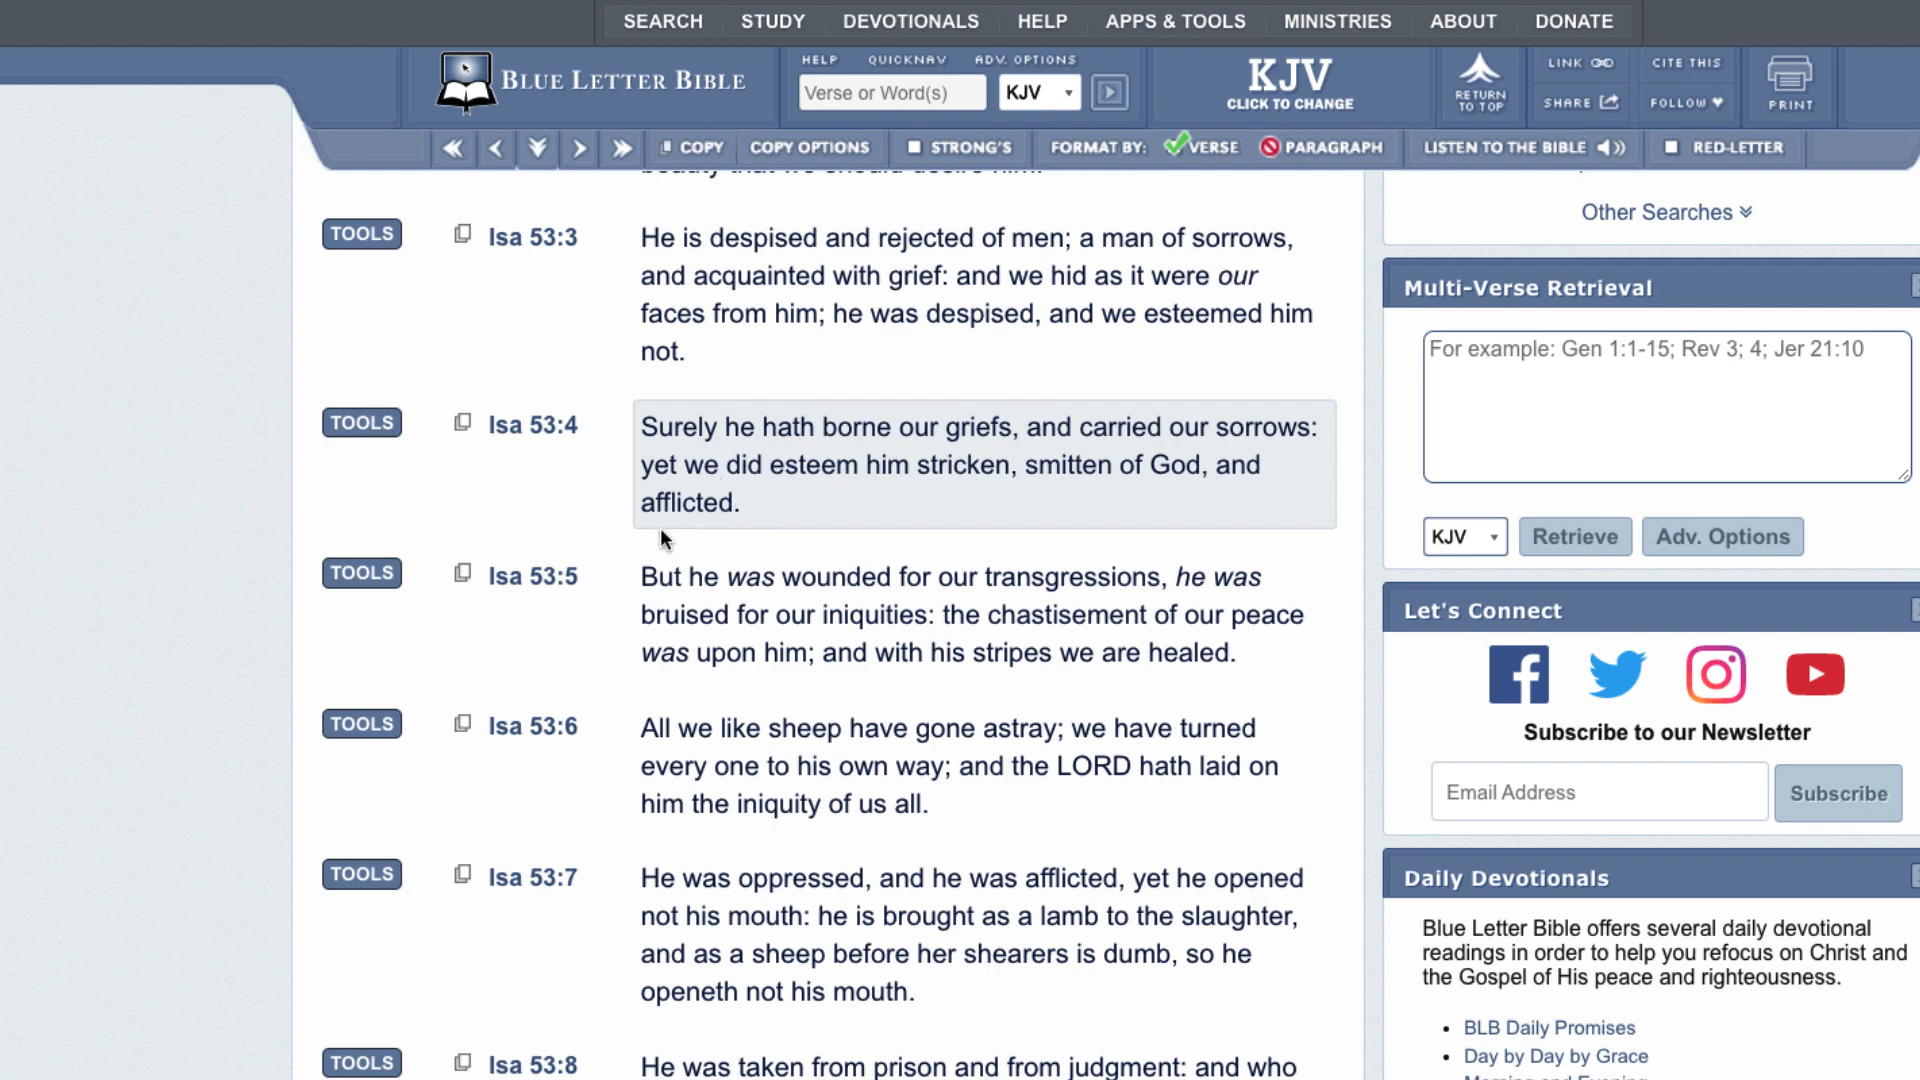 SEARCH STUDY DEVOTIONALS HELP APPS & TOOLS MINISTRIES ABOUT DONATE
BLUE LETTER BIBLE
HELP QUICKNAV ADV. OPTIONS
Verse or Word(s) KJV
KJV
CLICK TO CHANGE
RETURN
TO TOP
LINK
SHARE
CITE THIS
FOLLOW
PRINT
COPY COPY OPTIONS STRONG'S FORMAT BY: VERSE PARAGRAPH LISTEN TO THE BIBLE RED-LETTER
beauty that we should desire him.
TOOLS Isa 53:3
He is despised and rejected of men; a man of sorrows,
and acquainted with grief: and we hid as it were our
faces from him; he was despised, and we esteemed him
not.
TOOLS Isa 53:4
Surely he hath borne our griefs, and carried our sorrows:
yet we did esteem him stricken, smitten of God, and
afflicted.
TOOLS Isa 53:5
But he was wounded for our transgressions, he was
bruised for our iniquities: the chastisement of our peace
was upon him; and with his stripes we are healed.
TOOLS Isa 53:6
All we like sheep have gone astray; we have turned
every one to his own way; and the LORD hath laid on
him the iniquity of us all.
TOOLS Isa 53:7
He was oppressed, and he was afflicted, yet he opened
not his mouth: he is brought as a lamb to the slaughter,
and as a sheep before her shearers is dumb, so he
openeth not his mouth.
TOOLS Isa 53:8
He was taken from prison and from judgment: and who
Other Searches
Multi-Verse Retrieval
For example: Gen 1:1-15; Rev 3; 4; Jer 21:10
KJV Retrieve Adv. Options
Let's Connect
Subscribe to our Newsletter
Email Address Subscribe
Daily Devotionals
Blue Letter Bible offers several daily devotional
readings in order to help you refocus on Christ and
the Gospel of His peace and righteousness.
BLB Daily Promises
Day by Day by Grace
Morning and Evening